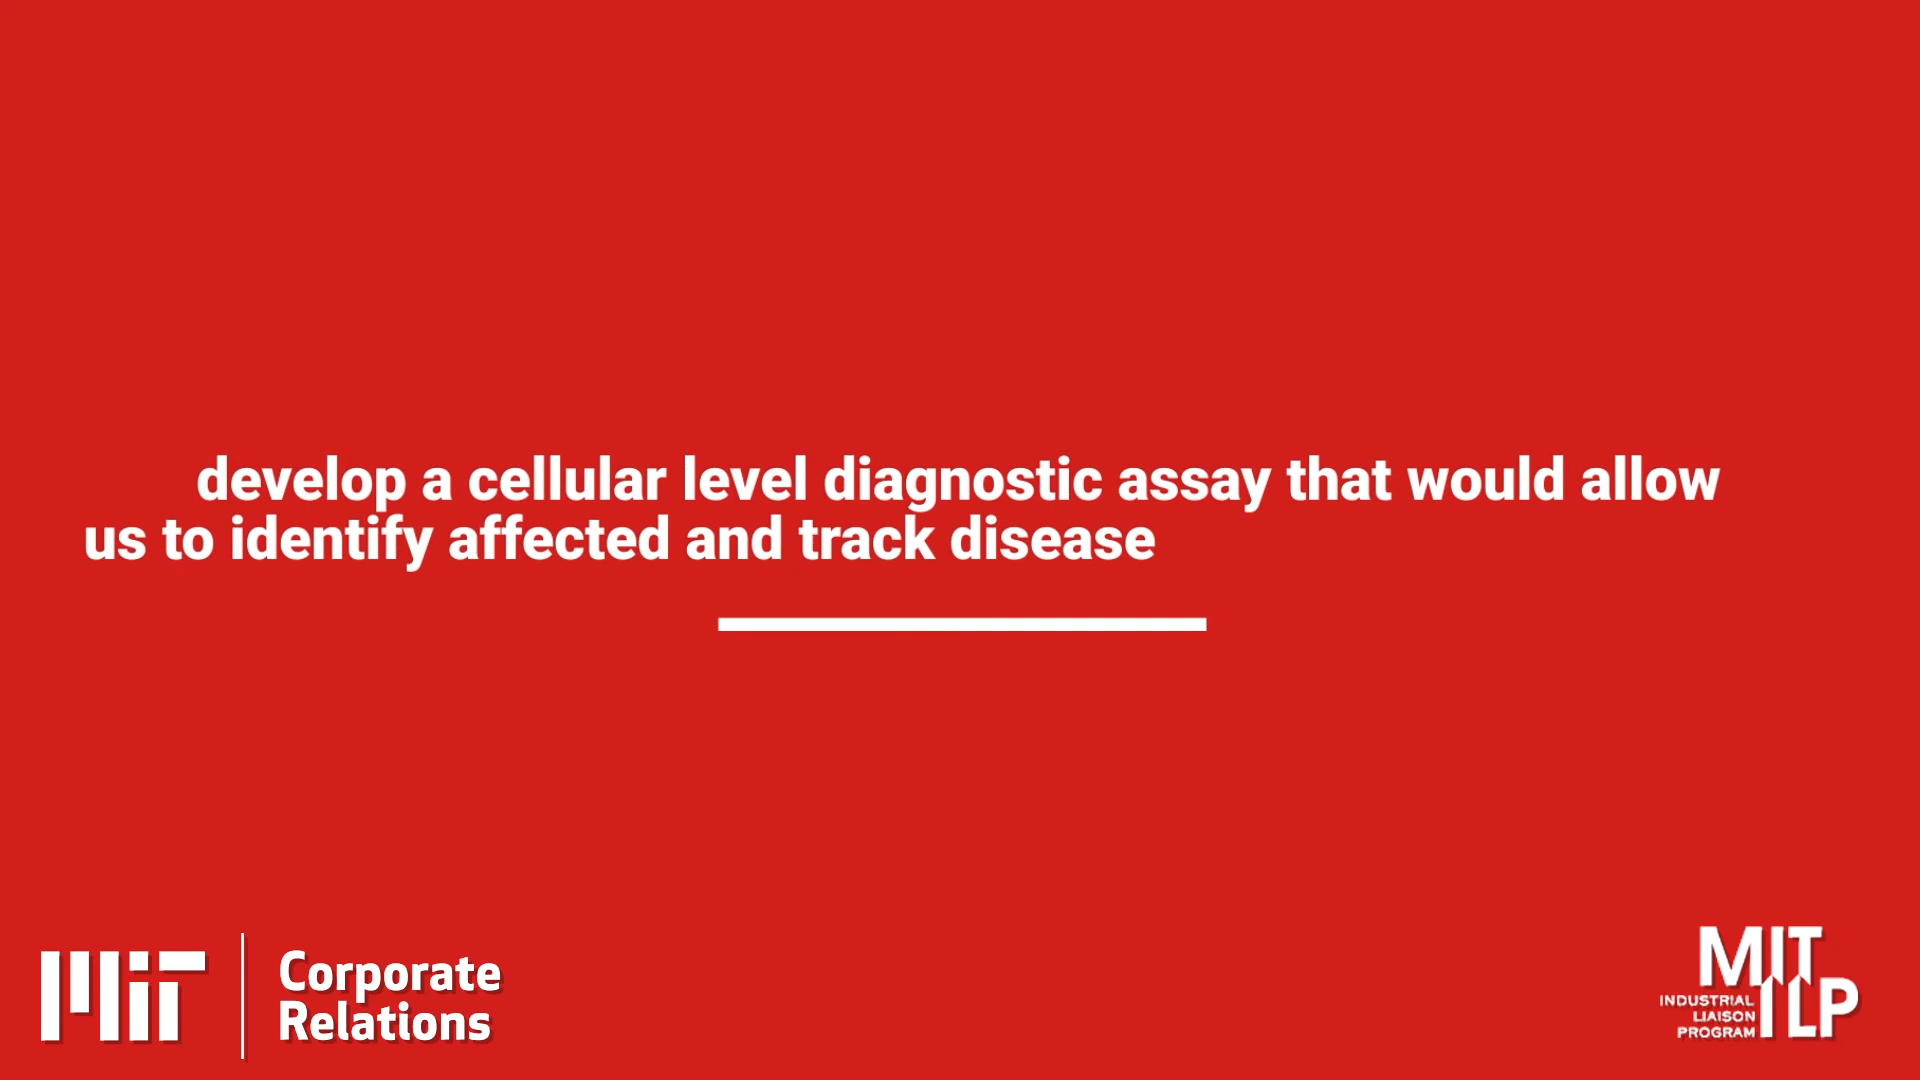 develop a cellular level diagnostic assay that would allow
us to identify affected and track disease
MIT
Corporate
Relations
MIT
ILP
INDUSTRIAL
LIAISON
PROGRAM